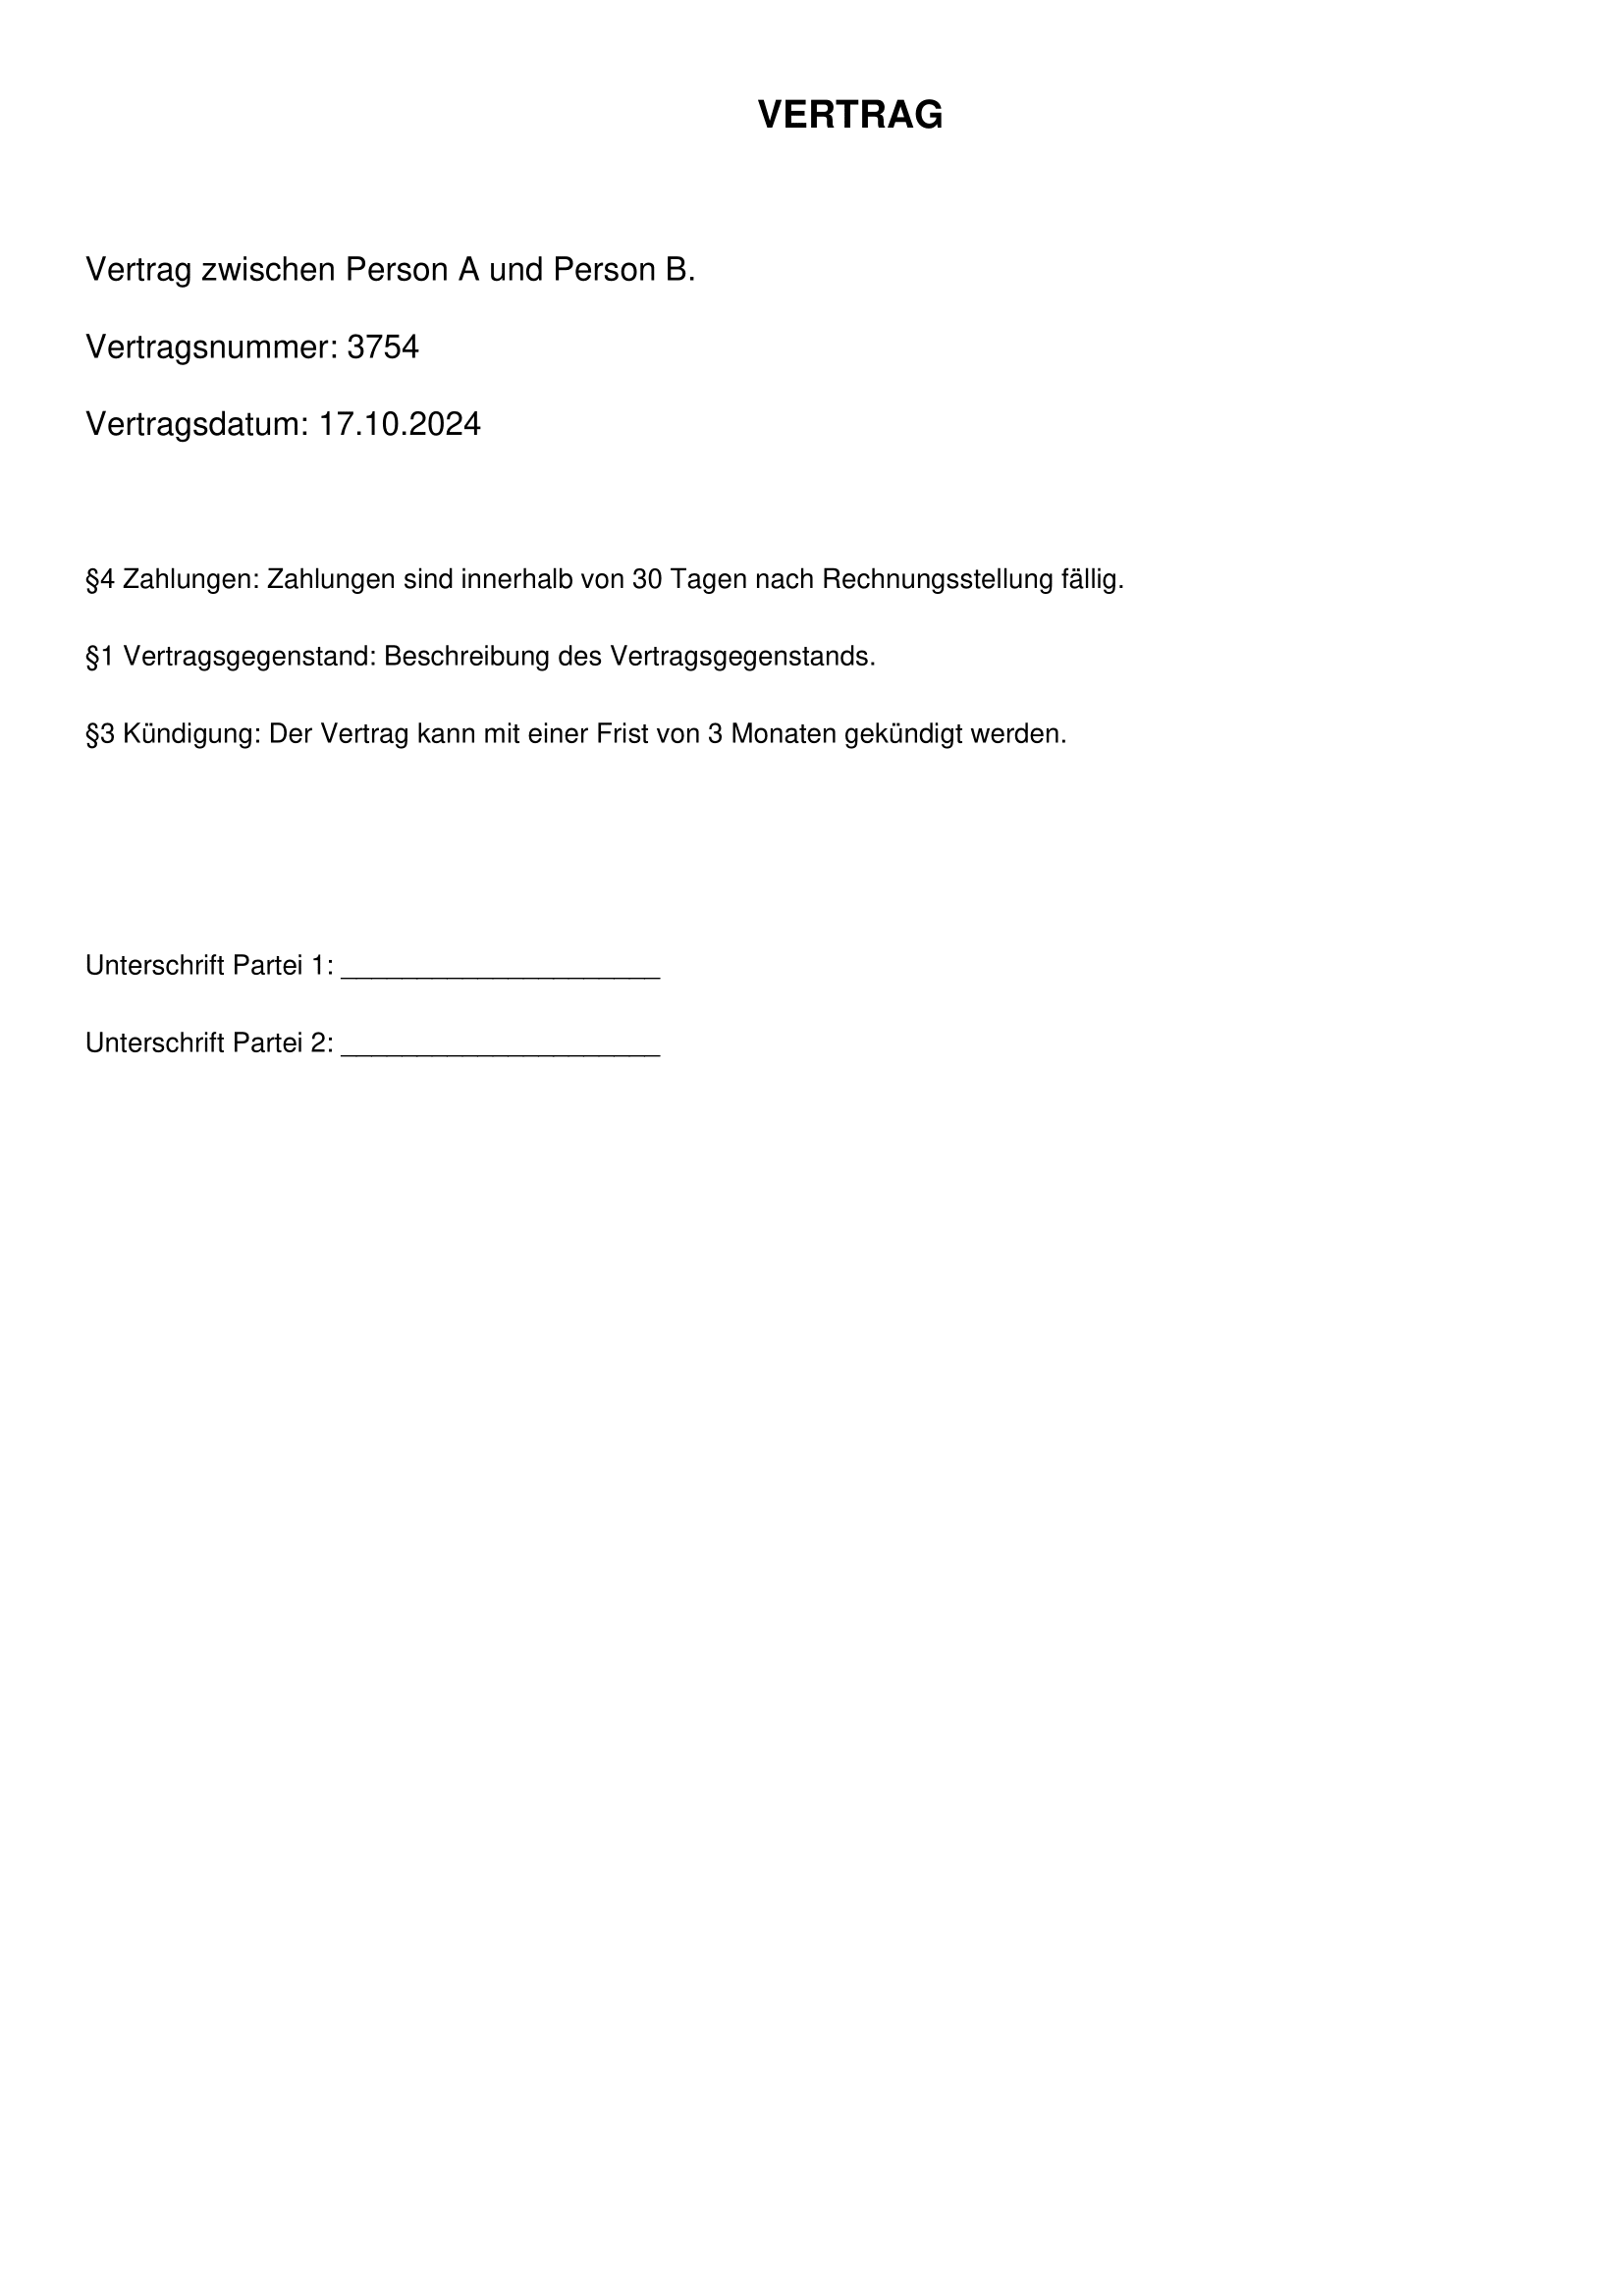 VERTRAG
Vertrag zwischen Person A und Person B.
Vertragsnummer: 3754
Vertragsdatum: 17.10.2024
§4 Zahlungen: Zahlungen sind innerhalb von 30 Tagen nach Rechnungsstellung fällig.
§1 Vertragsgegenstand: Beschreibung des Vertragsgegenstands.
§3 Kündigung: Der Vertrag kann mit einer Frist von 3 Monaten gekündigt werden.
Unterschrift Partei 1: _____________________
Unterschrift Partei 2: _____________________